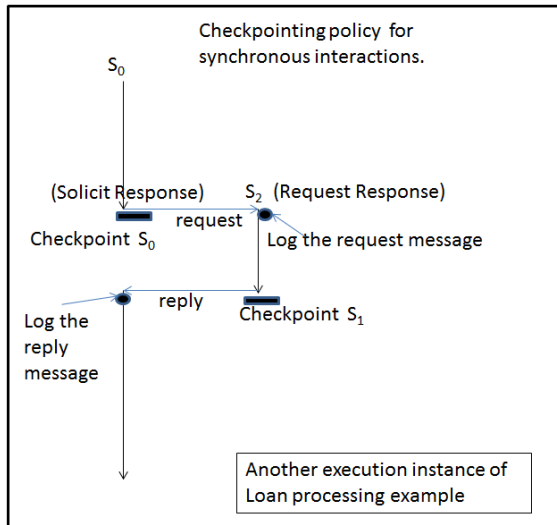 Checkpointing policy for
synchronous interactions.
S₀
(Solicit Response)
S₂ (Request Response)
request
Checkpoint S₀
Log the request message
reply
Checkpoint S₁
Log the
reply
message
Another execution instance of
Loan processing example